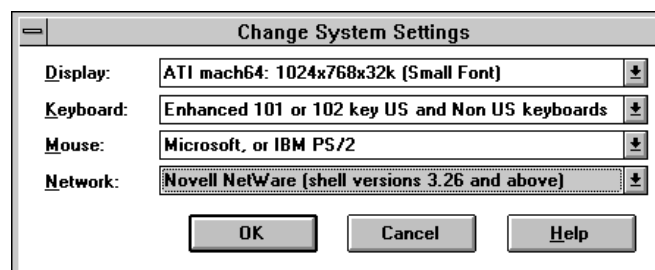 Change System Settings
Display: ATI mach64: 1024x768x32k (Small Font)
Keyboard: Enhanced 101 or 102 key US and Non US keyboards
Mouse: Microsoft, or IBM PS/2
Network: Novell NetWare (shell versions 3.26 and above)
OK Cancel Help